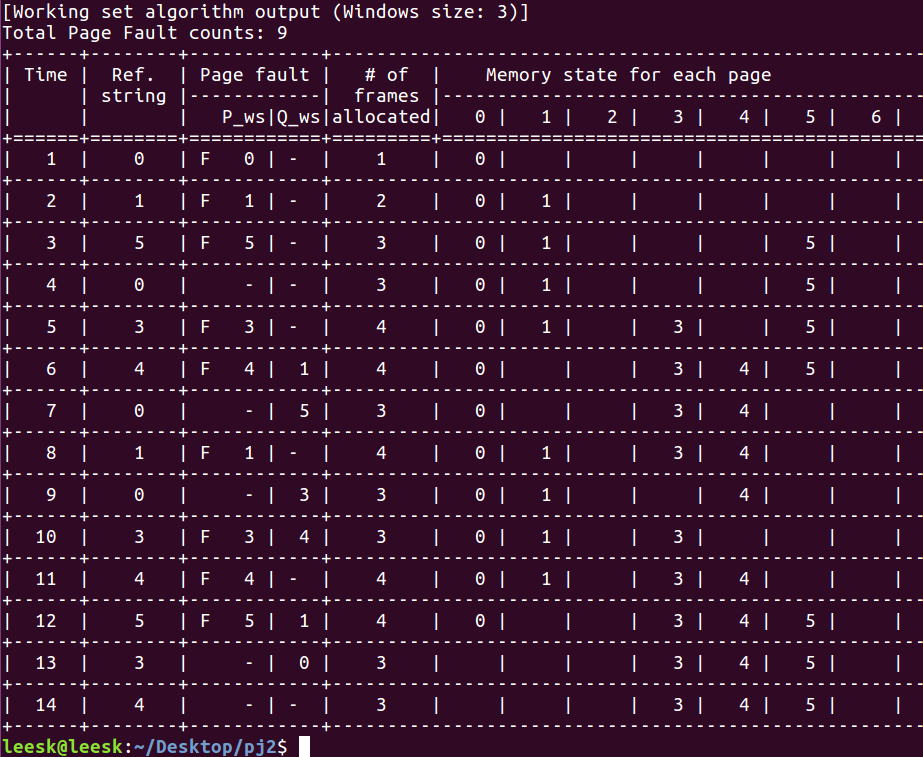 [Working set algorithm output (Windows size: 3)]
Total Page Fault counts: 9
+------+--------+------------+---------------------------------------------------
| Time |  Ref.  | Page fault |   # of  |    Memory state for each page
|      | string |------------|  frames |-----------------------------------------
|      |        |   P_ws|Q_ws|allocated|   0 |   1 |   2 |   3 |   4 |   5 |   6 |
+======+========+============+=========+=========================================
|   1  |    0   | F   0 | -  |    1    |   0 |     |     |     |     |     |     |
+------+--------+------------+---------------------------------------------------
|   2  |    1   | F   1 | -  |    2    |   0 |   1 |     |     |     |     |     |
+------+--------+------------+---------------------------------------------------
|   3  |    5   | F   5 | -  |    3    |   0 |   1 |     |     |     |   5 |     |
+------+--------+------------+---------------------------------------------------
|   4  |    0   |     - | -  |    3    |   0 |   1 |     |     |     |   5 |     |
+------+--------+------------+---------------------------------------------------
|   5  |    3   | F   3 | -  |    4    |   0 |   1 |     |   3 |     |   5 |     |
+------+--------+------------+---------------------------------------------------
|   6  |    4   | F   4 |  1 |    4    |   0 |     |     |   3 |   4 |   5 |     |
+------+--------+------------+---------------------------------------------------
|   7  |    0   |     - |  5 |    3    |   0 |     |     |   3 |   4 |     |     |
+------+--------+------------+---------------------------------------------------
|   8  |    1   | F   1 | -  |    4    |   0 |   1 |     |   3 |   4 |     |     |
+------+--------+------------+---------------------------------------------------
|   9  |    0   |     - |  3 |    3    |   0 |   1 |     |     |   4 |     |     |
+------+--------+------------+---------------------------------------------------
|  10  |    3   | F   3 |  4 |    3    |   0 |   1 |     |   3 |     |     |     |
+------+--------+------------+---------------------------------------------------
|  11  |    4   | F   4 | -  |    4    |   0 |   1 |     |   3 |   4 |     |     |
+------+--------+------------+---------------------------------------------------
|  12  |    5   | F   5 |  1 |    4    |   0 |     |     |   3 |   4 |   5 |     |
+------+--------+------------+---------------------------------------------------
|  13  |    3   |     - |  0 |    3    |     |     |     |   3 |   4 |   5 |     |
+------+--------+------------+---------------------------------------------------
|  14  |    4   |     - | -  |    3    |     |     |     |   3 |   4 |   5 |     |
+------+--------+------------+---------------------------------------------------
leesk@leesk:~/Desktop/pj2$